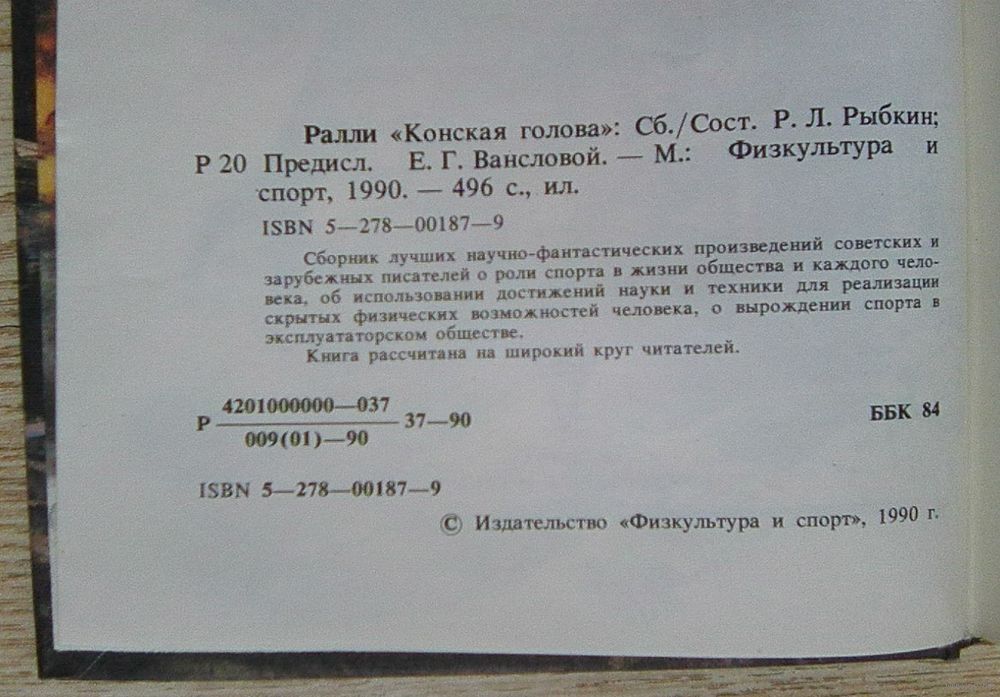 Ралли «Конская голова»: Сб./Сост. Р. Л. Рыбкин;
Р 20 Предисл. Е. Г. Вансловой. — М.: Физкультура и
спорт, 1990. — 496 с., ил.
ISBN 5—278—00187—9
Сборник лучших научно-фантастических произведений советских и
зарубежных писателей о роли спорта в жизни общества и каждого чело-
века, об использовании достижений науки и техники для реализации
скрытых физических возможностей человека, о вырождении спорта в
эксплуататорском обществе.
Книга рассчитана на широкий круг читателей.
4201000000—037
Р 37—90
009(01)—90
ББК 84
ISBN 5—278—00187—9
© Издательство «Физкультура и спорт», 1990 г.